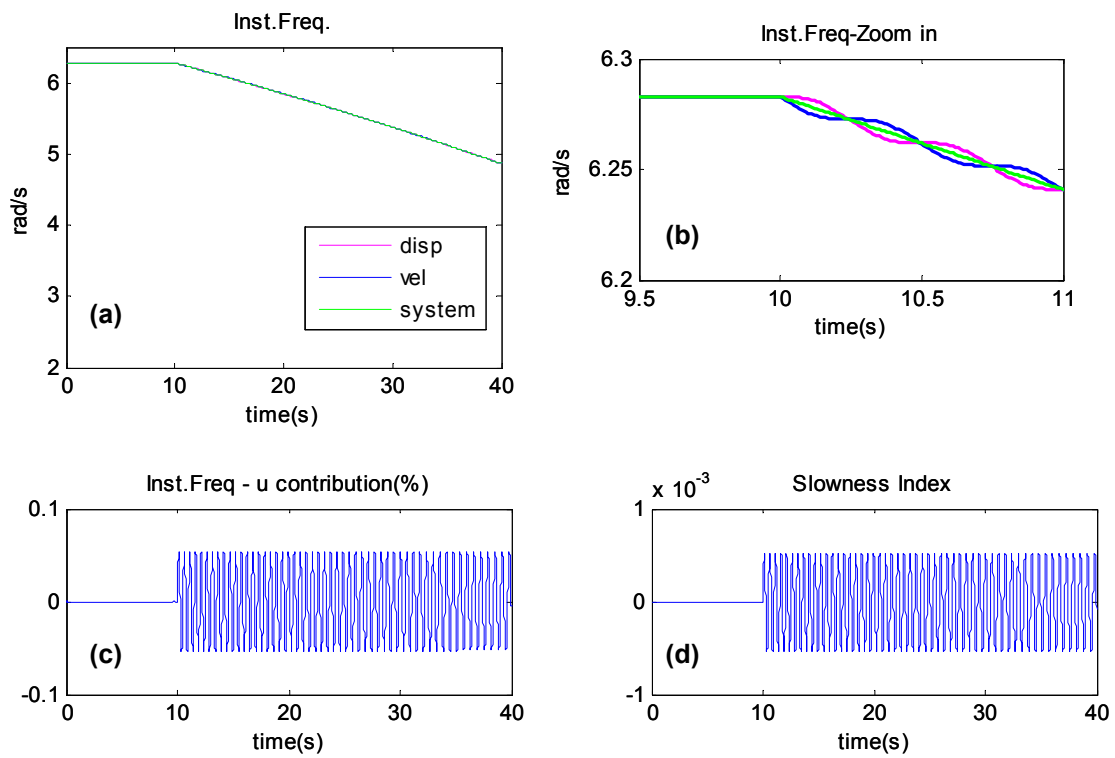 Inst.Freq.
6
5
4
3
2
rad/s
disp
vel
system
(a)
0
10
20
30
40
time(s)
Inst.Freq-Zoom in
6.3
6.25
6.2
rad/s
(b)
9.5
10
10.5
11
time(s)
Inst.Freq - u contribution(%)
0.1
0
-0.1
(c)
0
10
20
30
40
time(s)
Slowness Index
x 10-3
1
0
-1
(d)
0
10
20
30
40
time(s)